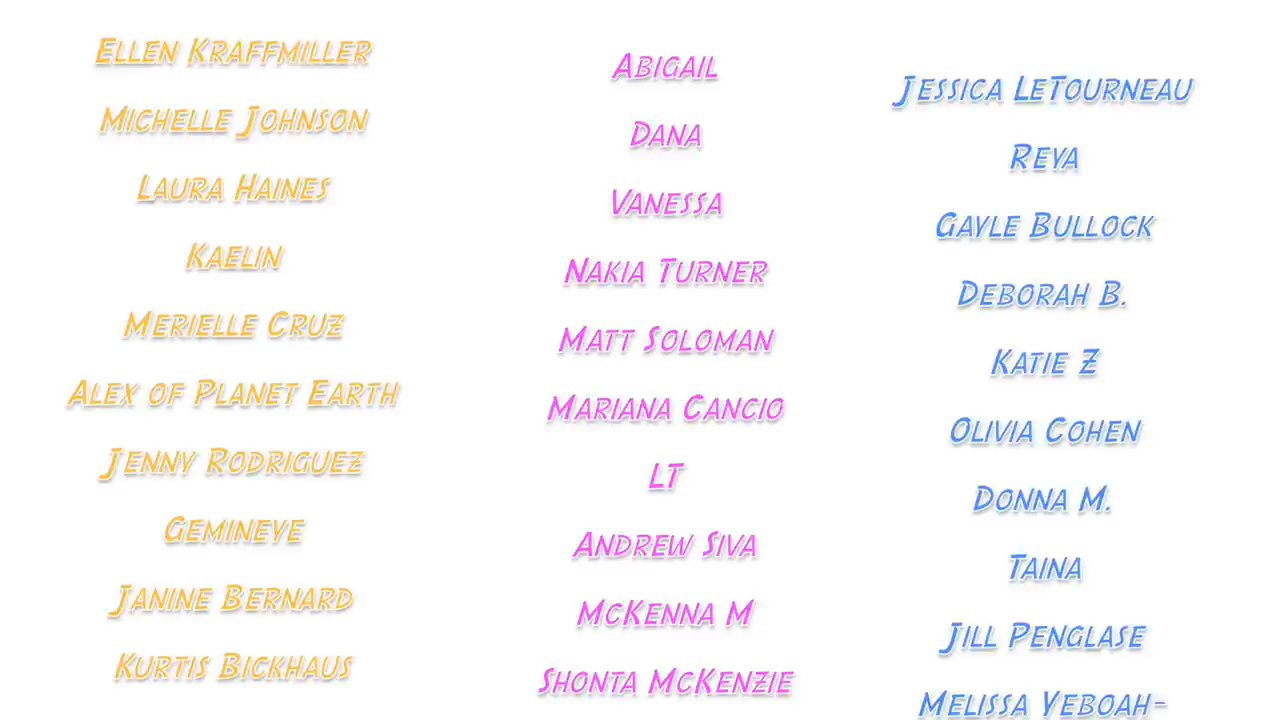 Ellen Kraffmiller
Michelle Johnson
Laura Haines
Kaelin
Merielle Cruz
Alex of Planet Earth
Jenny Rodriguez
Gemineye
Janine Bernard
Kurtis Bickhaus
Abigail
Dana
Vanessa
Nakia Turner
Matt Soloman
Mariana Cancio
LT
Andrew Siva
McKenna M
Shonta McKenzie
Jessica LeTourneau
Reya
Gayle Bullock
Deborah B.
Katie Z
Olivia Cohen
Donna M.
Taina
Jill Penglase
Melissa Yeboah-